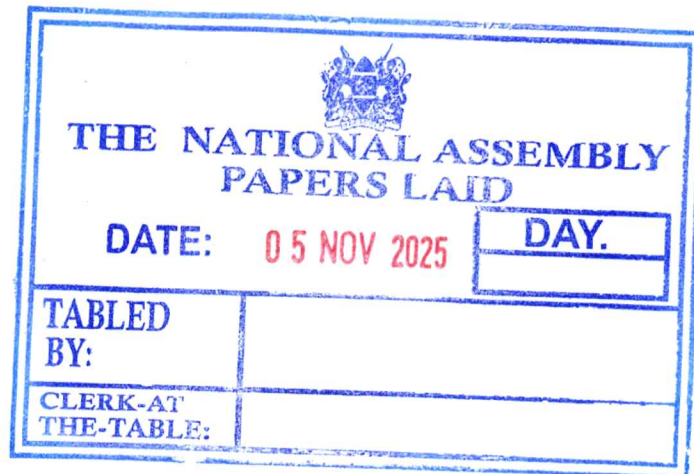 THE NATIONAL ASSEMBLY
PAPERS LAID
DATE: 05 NOV 2025 DAY.
TABLED
BY:
CLERK-AT
THE-TABLE: